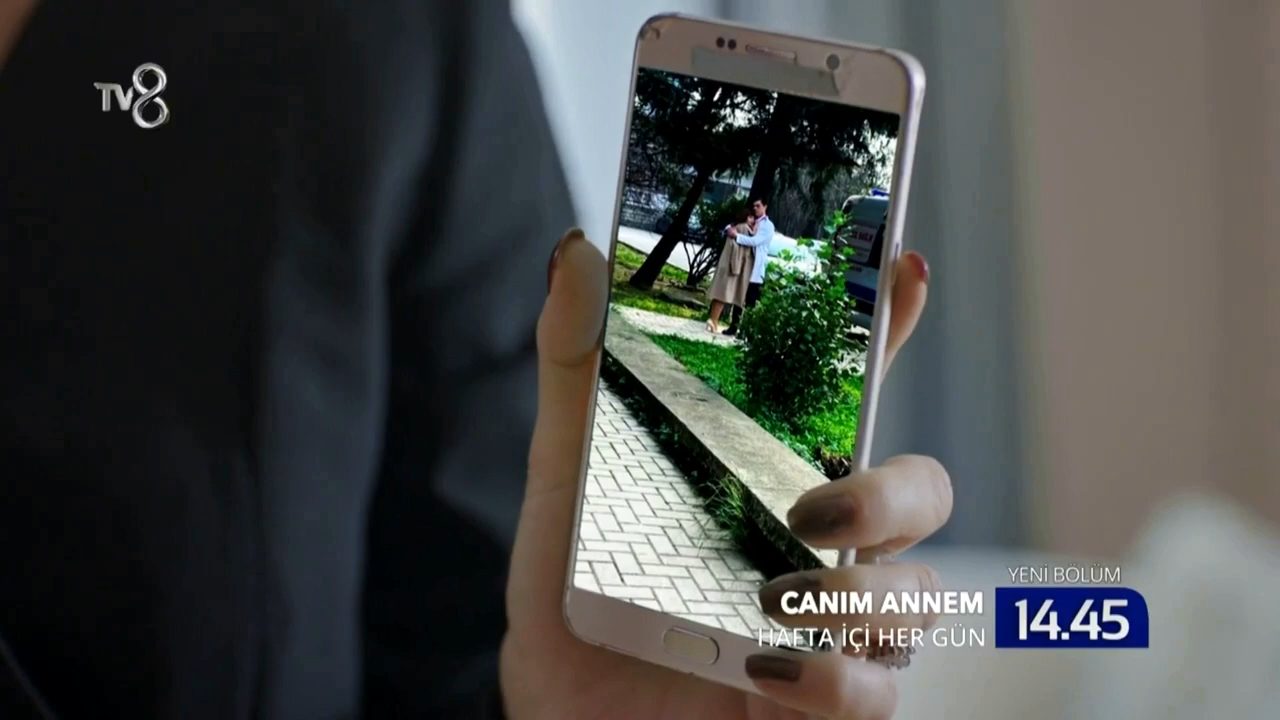 TV8
YENİ BÖLÜM
CANIM ANNEM
14.45
HAFTA İÇİ HER GÜN